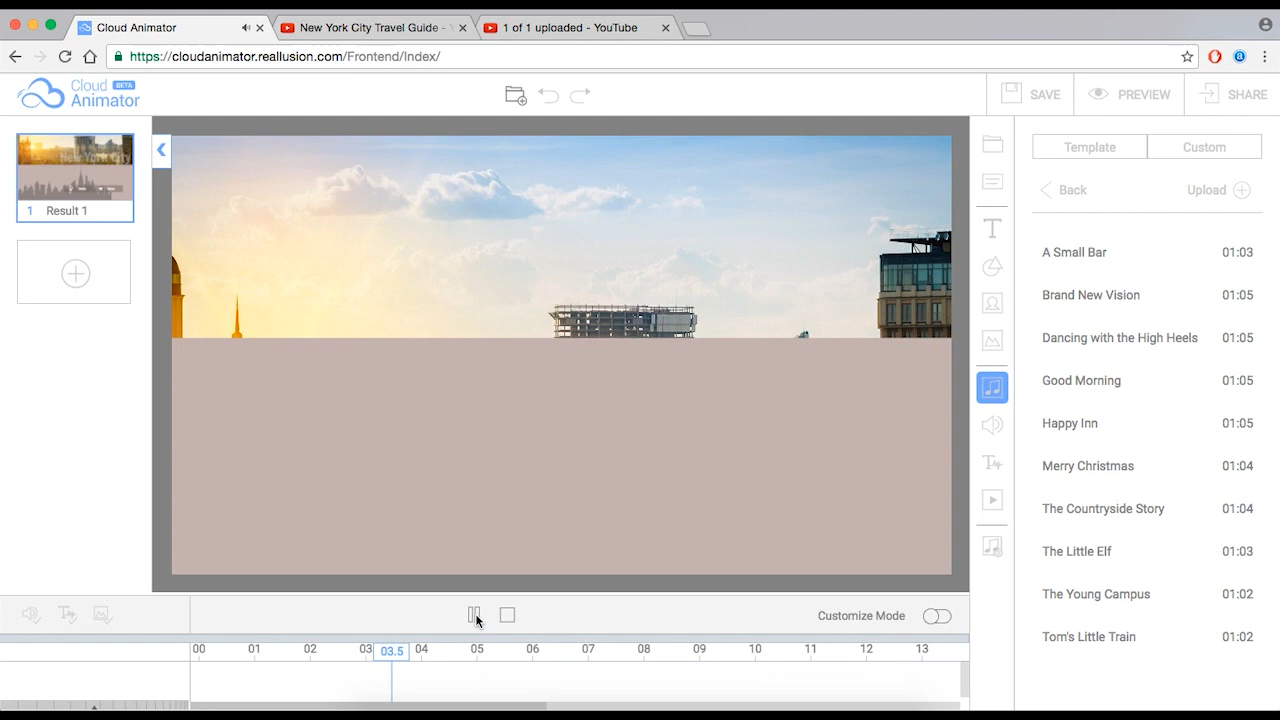 Cloud Animator
New York City Travel Guide - Y
1 of 1 uploaded - YouTube
https://cloudanimator.reallusion.com/Frontend/Index/
Cloud BETA
Animator
SAVE
PREVIEW
SHARE
New York City
1 Result 1
Template
Custom
Back
Upload
A Small Bar 01:03
Brand New Vision 01:05
Dancing with the High Heels 01:05
Good Morning 01:05
Happy Inn 01:05
Merry Christmas 01:04
The Countryside Story 01:04
The Little Elf 01:03
The Young Campus 01:02
Tom's Little Train 01:02
Customize Mode
00 01 02 03 03.5 04 05 06 07 08 09 10 11 12 13